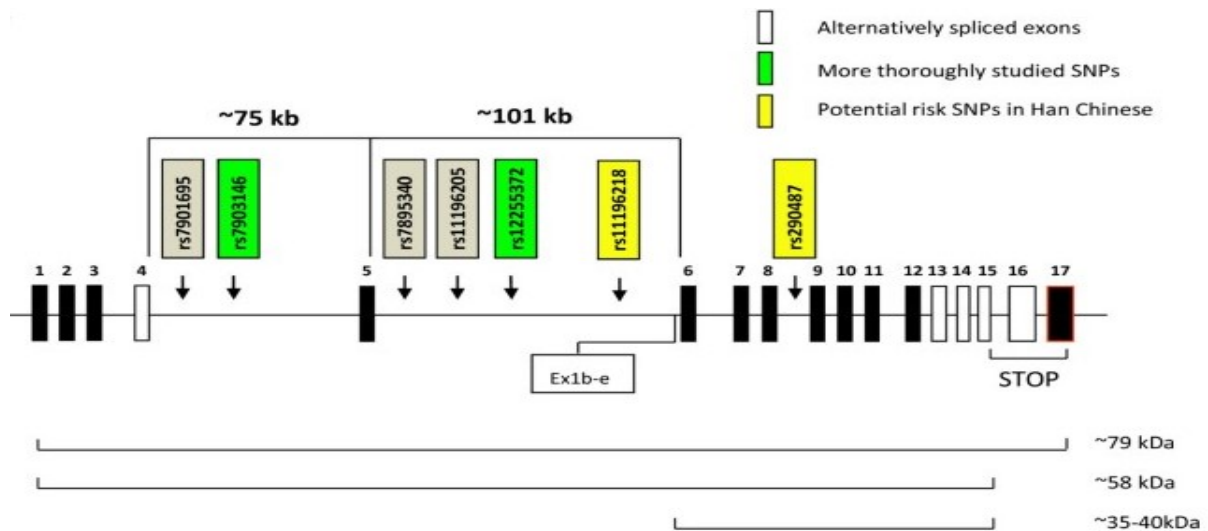 Alternatively spliced exons
More thoroughly studied SNPs
Potential risk SNPs in Han Chinese
~75 kb
~101 kb
rs7901695
rs7903146
rs7895340
rs11196205
rs12255372
rs11196218
rs290487
1 2 3 4 5 6 7 8 9 10 11 12 13 14 15 16 17
Ex1b-e
STOP
~79 kDa
~58 kDa
~35-40kDa